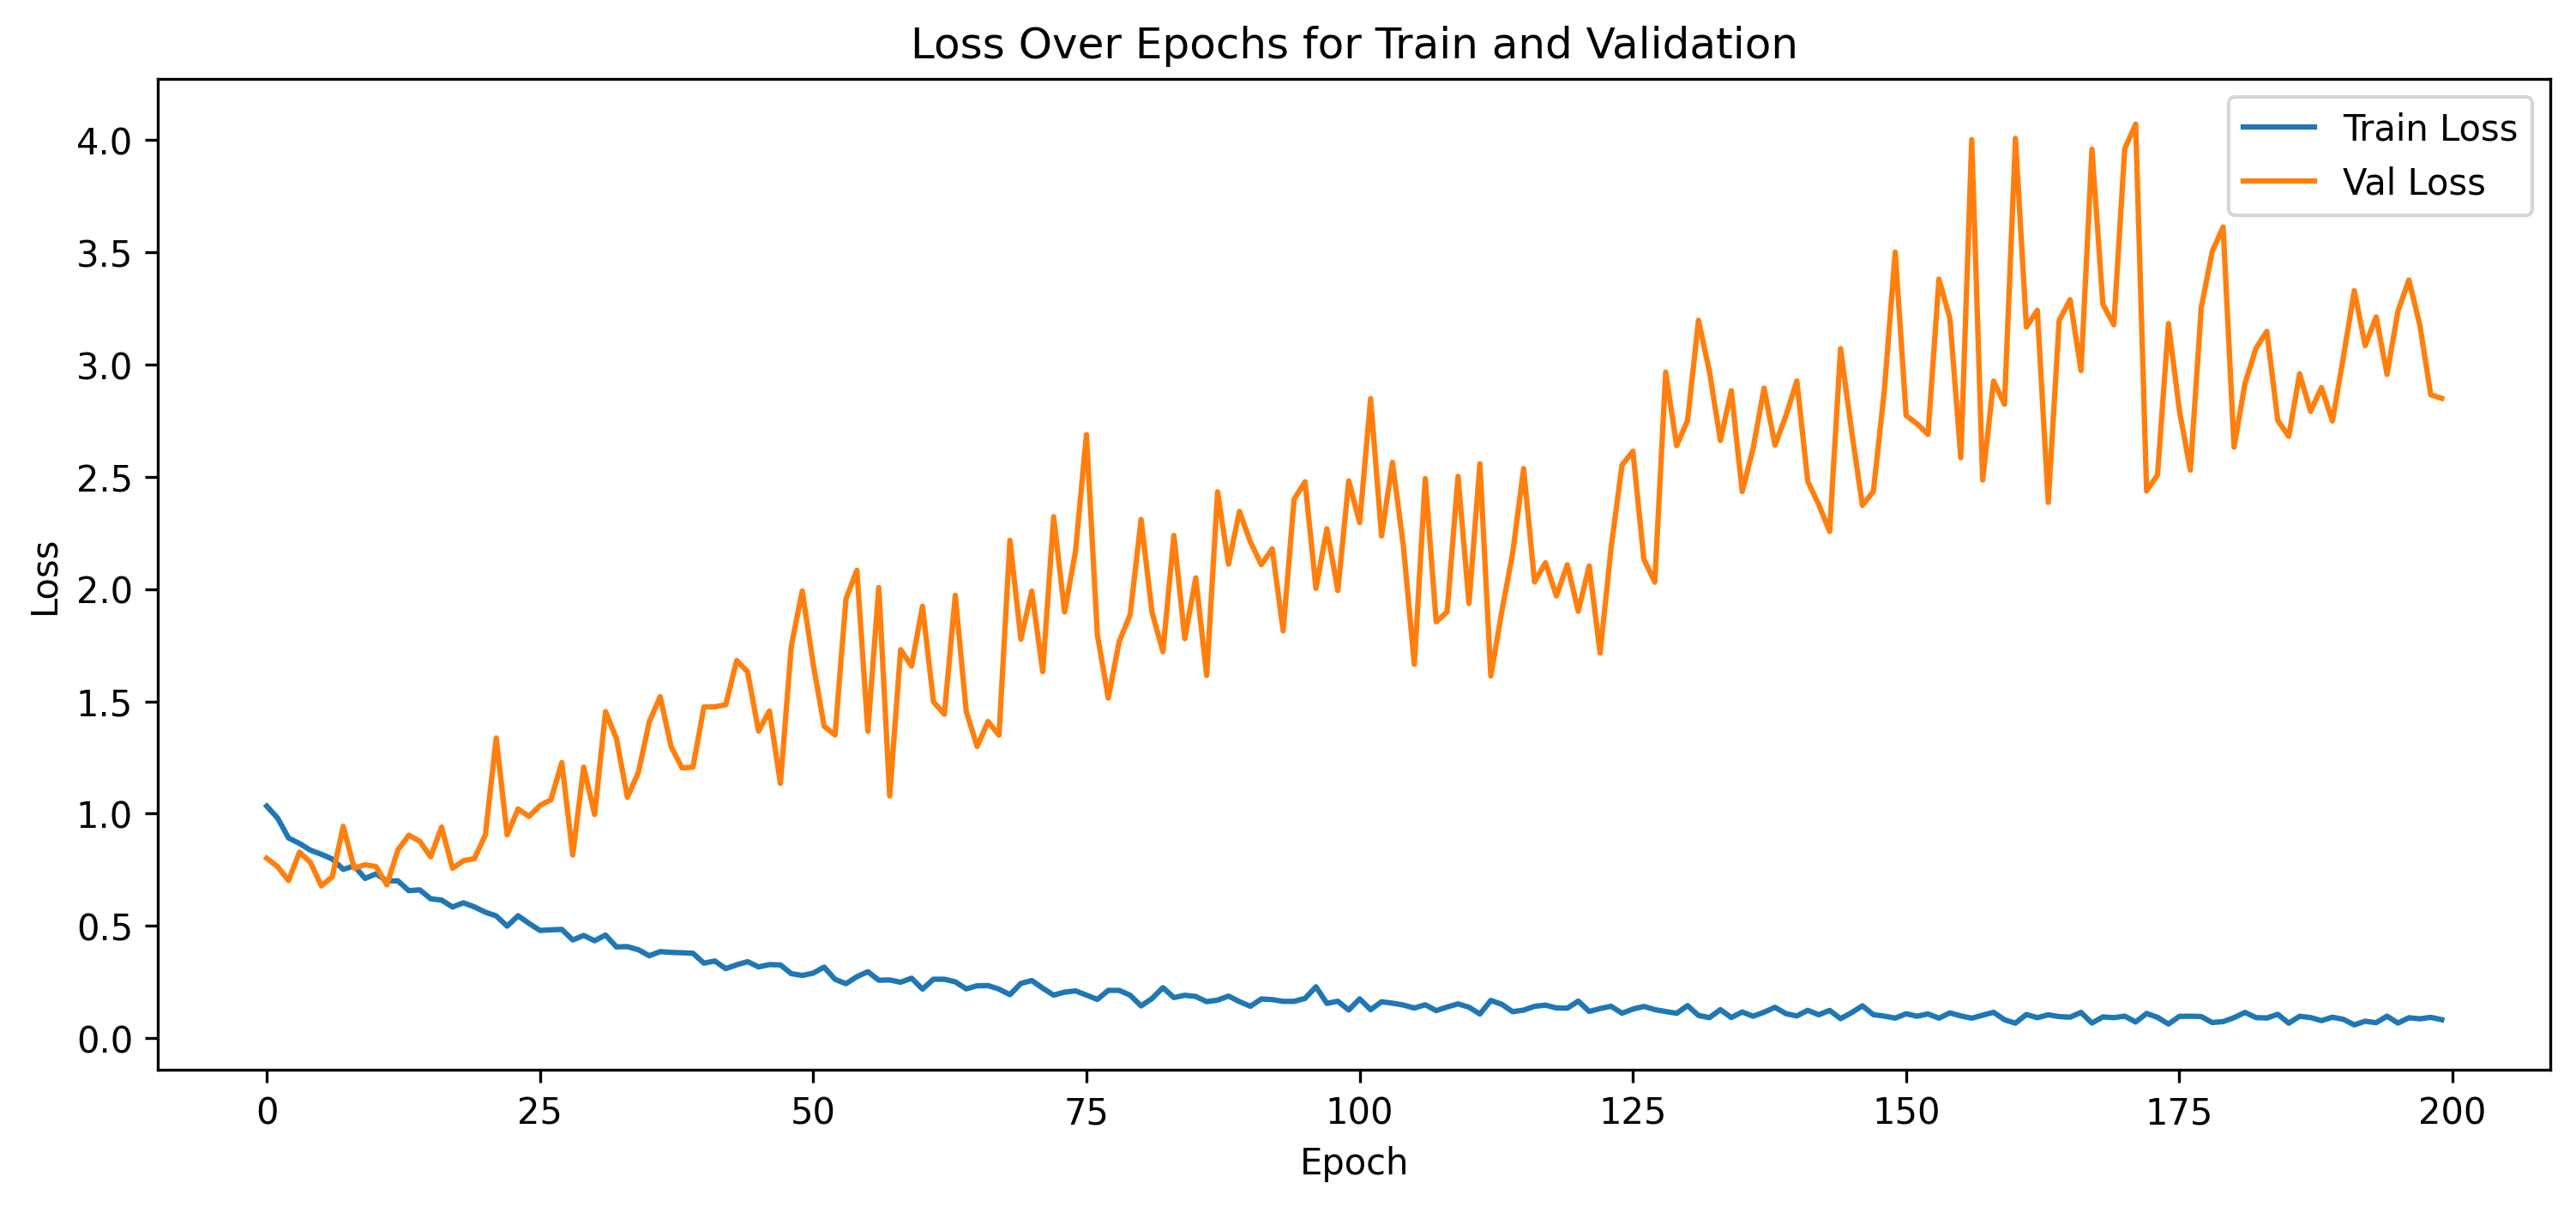 Loss Over Epochs for Train and Validation
Train Loss
Val Loss
4.0
3.5
3.0
2.5
2.0
1.5
1.0
0.5
0.0
Loss
0 25 50 75 100 125 150 175 200
Epoch